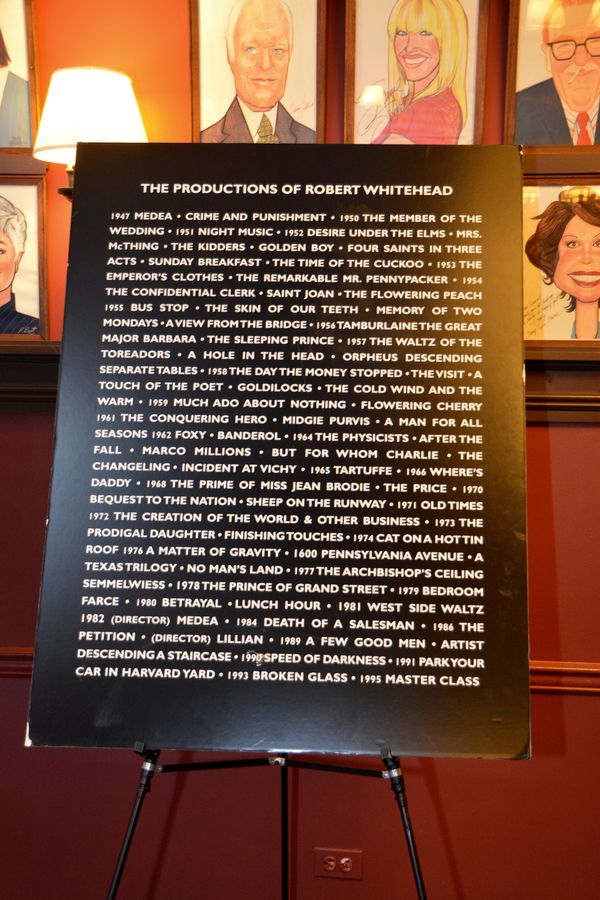 THE PRODUCTIONS OF ROBERT WHITEHEAD
1947 MEDEA • CRIME AND PUNISHMENT • 1950 THE MEMBER OF THE
WEDDING • 1951 NIGHT MUSIC • 1952 DESIRE UNDER THE ELMS • MRS.
McTHING • THE KIDDERS • GOLDEN BOY • FOUR SAINTS IN THREE
ACTS • SUNDAY BREAKFAST • THE TIME OF THE CUCKOO • 1953 THE
EMPEROR'S CLOTHES • THE REMARKABLE MR. PENNYPACKER • 1954
THE CONFIDENTIAL CLERK • SAINT JOAN • THE FLOWERING PEACH
1955 BUS STOP • THE SKIN OF OUR TEETH • MEMORY OF TWO
MONDAYS • A VIEW FROM THE BRIDGE • 1956 TAMBURLAINE THE GREAT
MAJOR BARBARA • THE SLEEPING PRINCE • 1957 THE WALTZ OF THE
TOREADORS • A HOLE IN THE HEAD • ORPHEUS DESCENDING
SEPARATE TABLES • 1958 THE DAY THE MONEY STOPPED • THE VISIT • A
TOUCH OF THE POET • GOLDILOCKS • THE COLD WIND AND THE
WARM • 1959 MUCH ADO ABOUT NOTHING • FLOWERING CHERRY
1961 THE CONQUERING HERO • MIDGIE PURVIS • A MAN FOR ALL
SEASONS 1962 FOXY • BANDEROL • 1964 THE PHYSICISTS • AFTER THE
FALL • MARCO MILLIONS • BUT FOR WHOM CHARLIE • THE
CHANGELING • INCIDENT AT VICHY • 1965 TARTUFFE • 1966 WHERE'S
DADDY • 1968 THE PRIME OF MISS JEAN BRODIE • THE PRICE • 1970
BEQUEST TO THE NATION • SHEEP ON THE RUNWAY • 1971 OLD TIMES
1972 THE CREATION OF THE WORLD & OTHER BUSINESS • 1973 THE
PRODIGAL DAUGHTER • FINISHING TOUCHES • 1974 CAT ON A HOT TIN
ROOF 1976 A MATTER OF GRAVITY • 1600 PENNSYLVANIA AVENUE • A
TEXAS TRILOGY • NO MAN'S LAND • 1977 THE ARCHBISHOP'S CEILING
SEMMELWIESS • 1978 THE PRINCE OF GRAND STREET • 1979 BEDROOM
FARCE • 1980 BETRAYAL • LUNCH HOUR • 1981 WEST SIDE WALTZ
1982 (DIRECTOR) MEDEA • 1984 DEATH OF A SALESMAN • 1986 THE
PETITION • (DIRECTOR) LILLIAN • 1989 A FEW GOOD MEN • ARTIST
DESCENDING A STAIRCASE • 1990 SPEED OF DARKNESS • 1991 PARK YOUR
CAR IN HARVARD YARD • 1993 BROKEN GLASS • 1995 MASTER CLASS